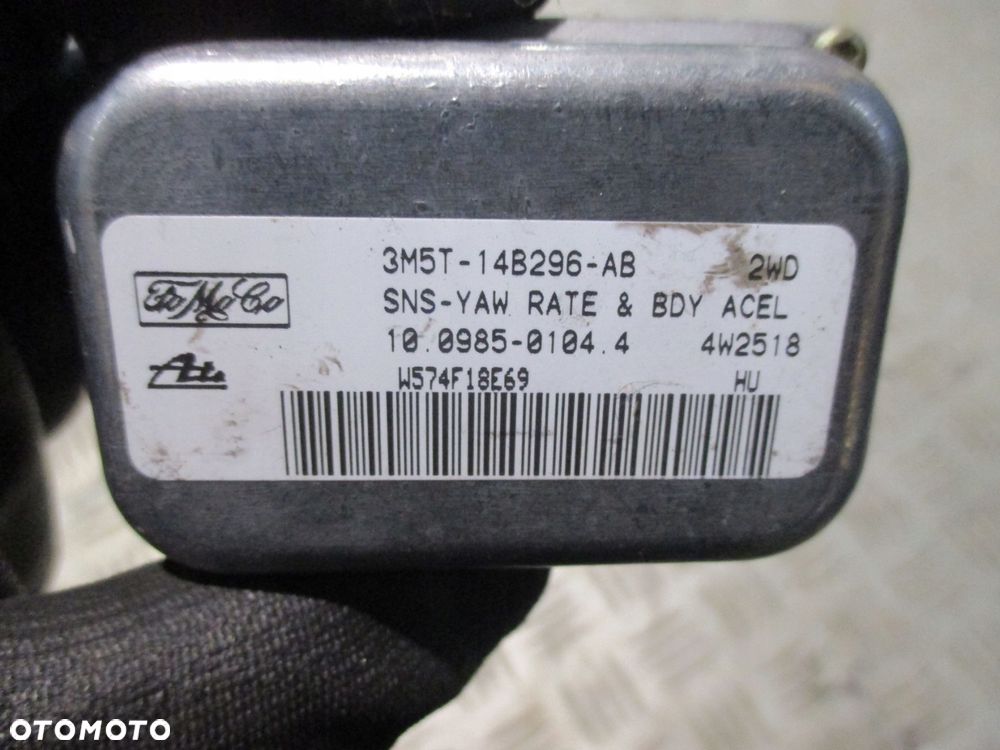 3M5T-14B296-AB 2WD
FoMoCo
SNS-YAW RATE & BDY ACEL
10.0985-0104.4 4W2518
Ate
W574F18E69 HU
OTOMOTO